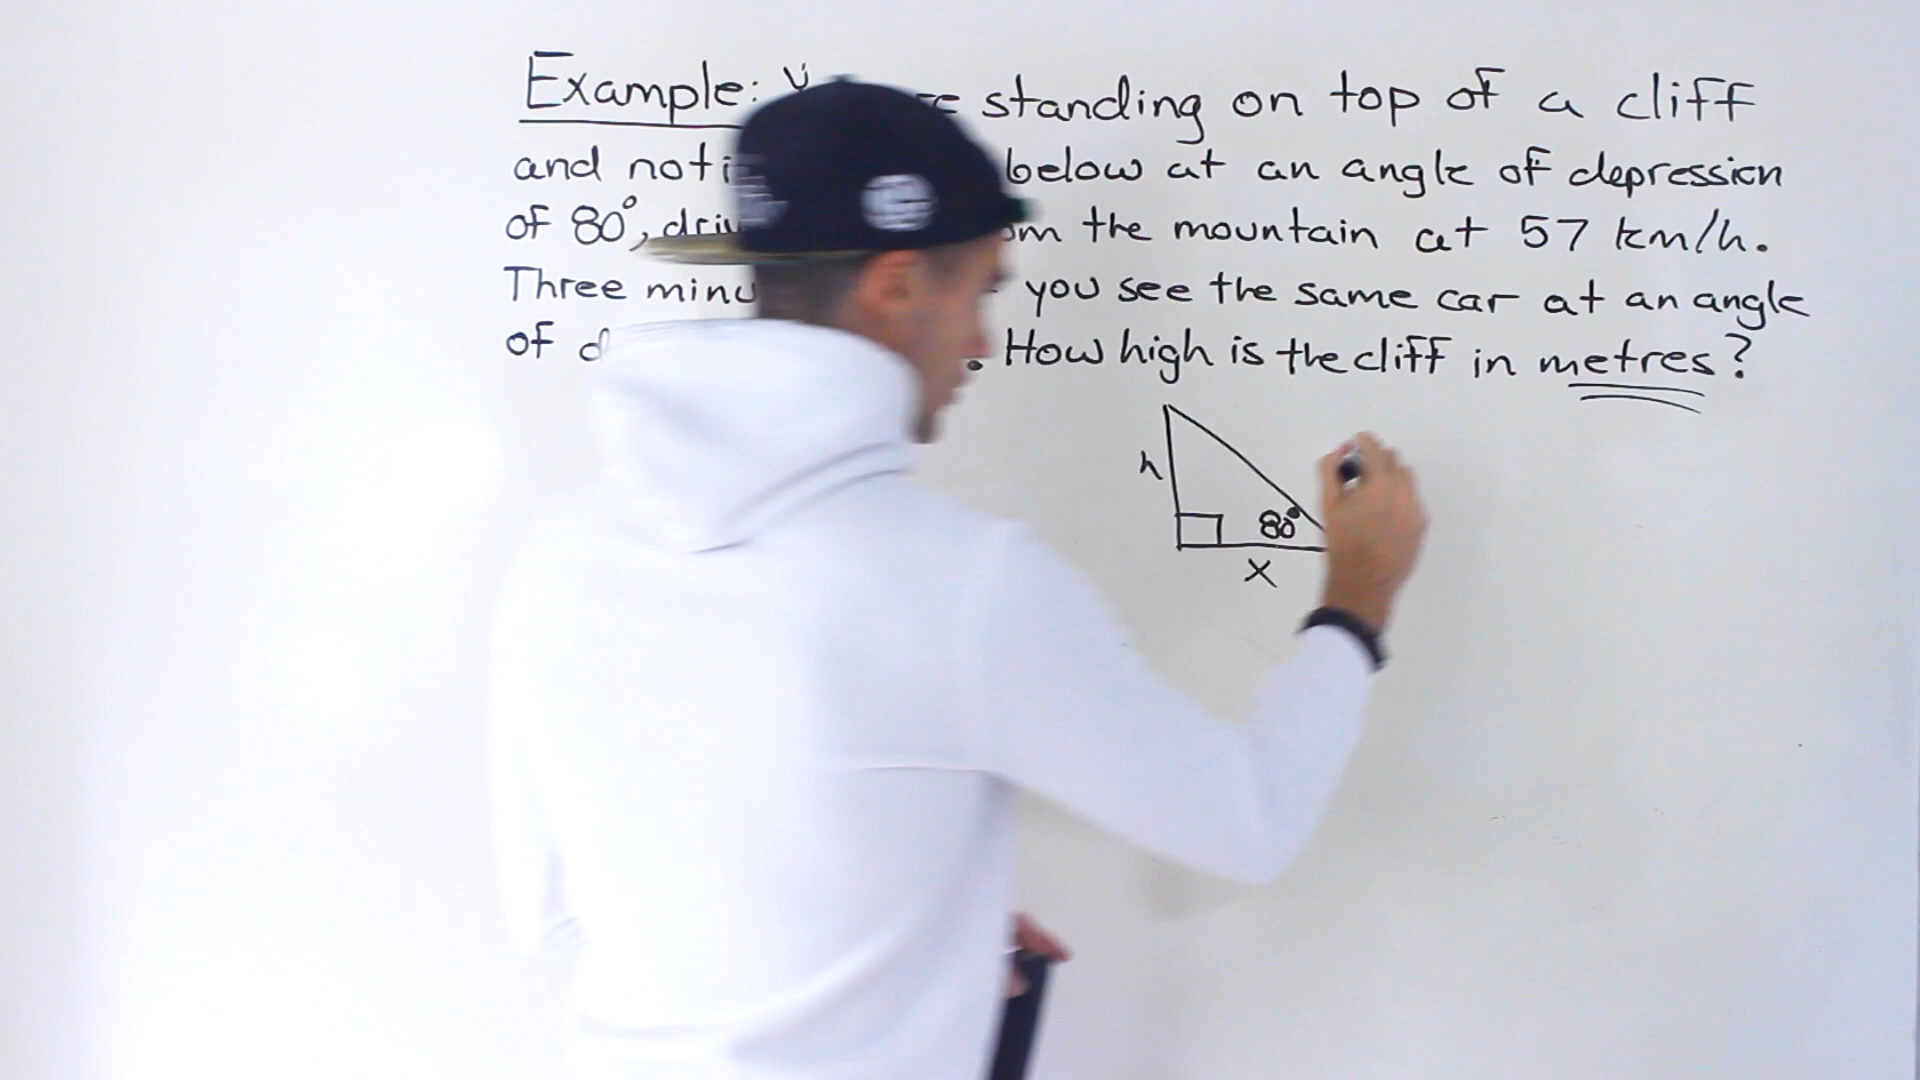 Example: standing on top of a cliff
and below at an angle of depression
of 80°, the mountain at 57 km/h.
Three you see the same car at an angle
of . How high is the cliff in metres?
h
80°
x